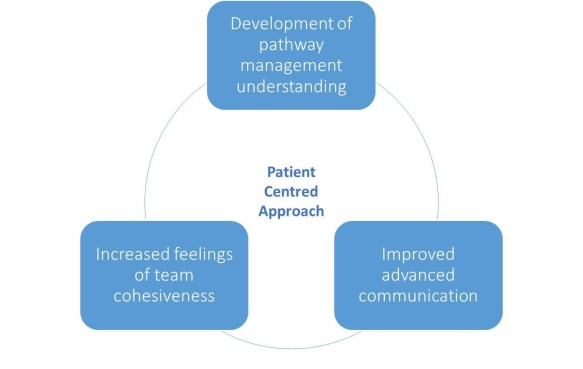 Development of
pathway
management
understanding
Patient
Centred
Approach
Increased feelings
of team
cohesiveness
Improved
advanced
communication